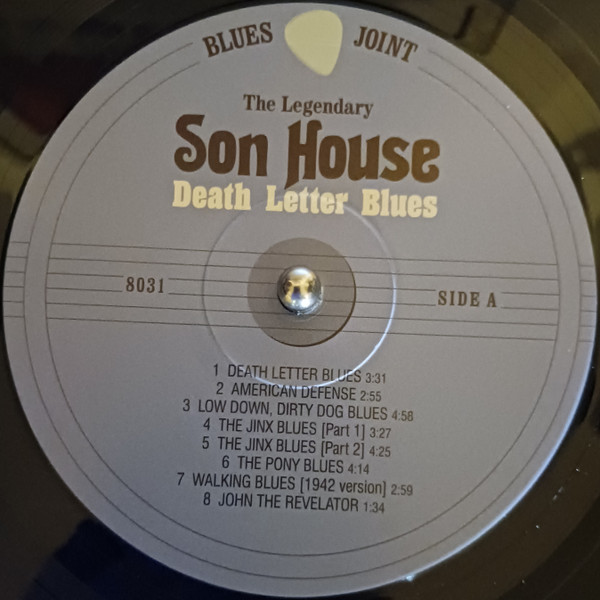 BLUES JOINT
The Legendary
Son House
Death Letter Blues
8031
SIDE A
1 DEATH LETTER BLUES 3:31
2 AMERICAN DEFENSE 2:55
3 LOW DOWN, DIRTY DOG BLUES 4:58
4 THE JINX BLUES [Part 1] 3:27
5 THE JINX BLUES [Part 2] 4:25
6 THE PONY BLUES 4:14
7 WALKING BLUES [1942 version] 2:59
8 JOHN THE REVELATOR 1:34